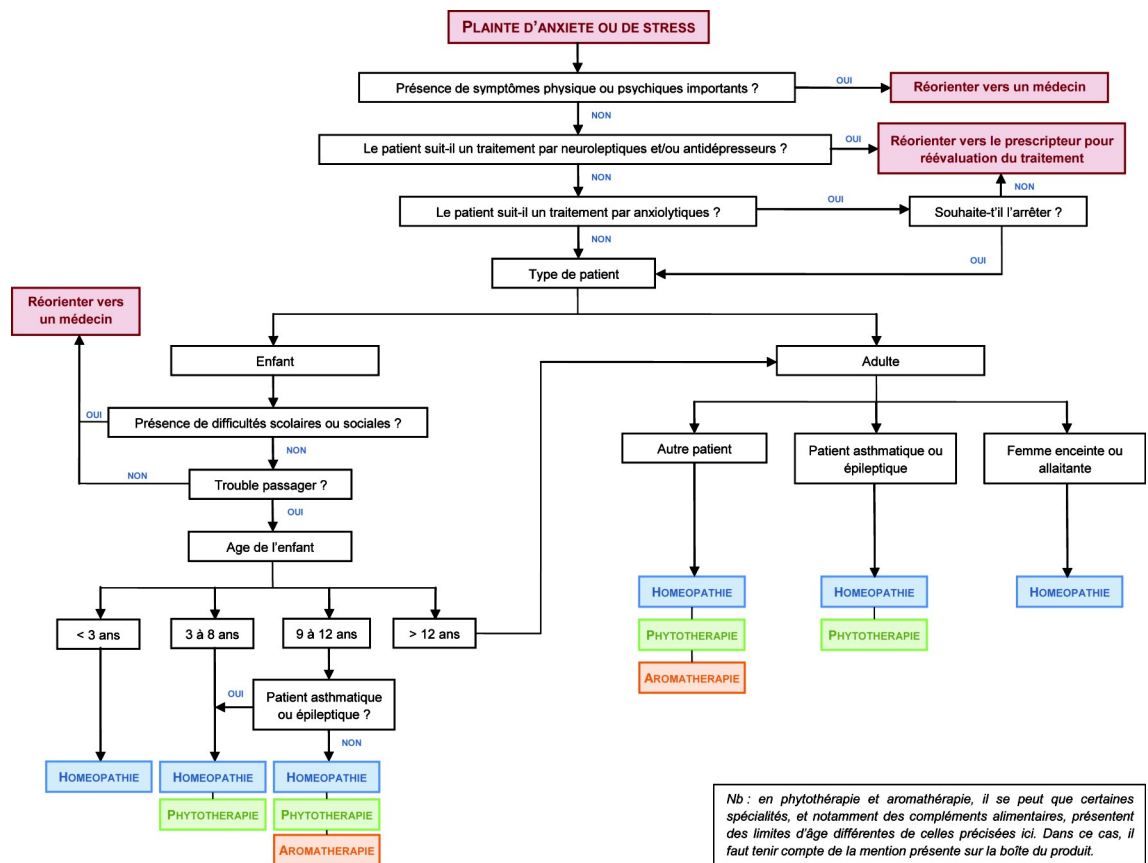 PLAINTE D'ANXIETE OU DE STRESS
Présence de symptômes physique ou psychiques importants ?
OUI
Réorienter vers un médecin
NON
Le patient suit-il un traitement par neuroleptiques et/ou antidépresseurs ?
OUI
Réorienter vers le prescripteur pour
réévaluation du traitement
NON
NON
Le patient suit-il un traitement par anxiolytiques ?
OUI
Souhaite-t'il l'arrêter ?
NON
OUI
Type de patient
Réorienter vers
un médecin
Enfant
Adulte
OUI
Présence de difficultés scolaires ou sociales ?
NON
NON
Trouble passager ?
OUI
Age de l'enfant
Autre patient
Patient asthmatique ou
épileptique
Femme enceinte ou
allaitante
HOMEOPATHIE
PHYTOTHERAPIE
AROMATHERAPIE
HOMEOPATHIE
PHYTOTHERAPIE
HOMEOPATHIE
< 3 ans
3 à 8 ans
9 à 12 ans
> 12 ans
OUI
Patient asthmatique
ou épileptique ?
NON
HOMEOPATHIE
HOMEOPATHIE
PHYTOTHERAPIE
HOMEOPATHIE
PHYTOTHERAPIE
AROMATHERAPIE
Nb : en phytothérapie et aromathérapie, il se peut que certaines
spécialités, et notamment des compléments alimentaires, présentent
des limites d'âge différentes de celles précisées ici. Dans ce cas, il
faut tenir compte de la mention présente sur la boîte du produit.